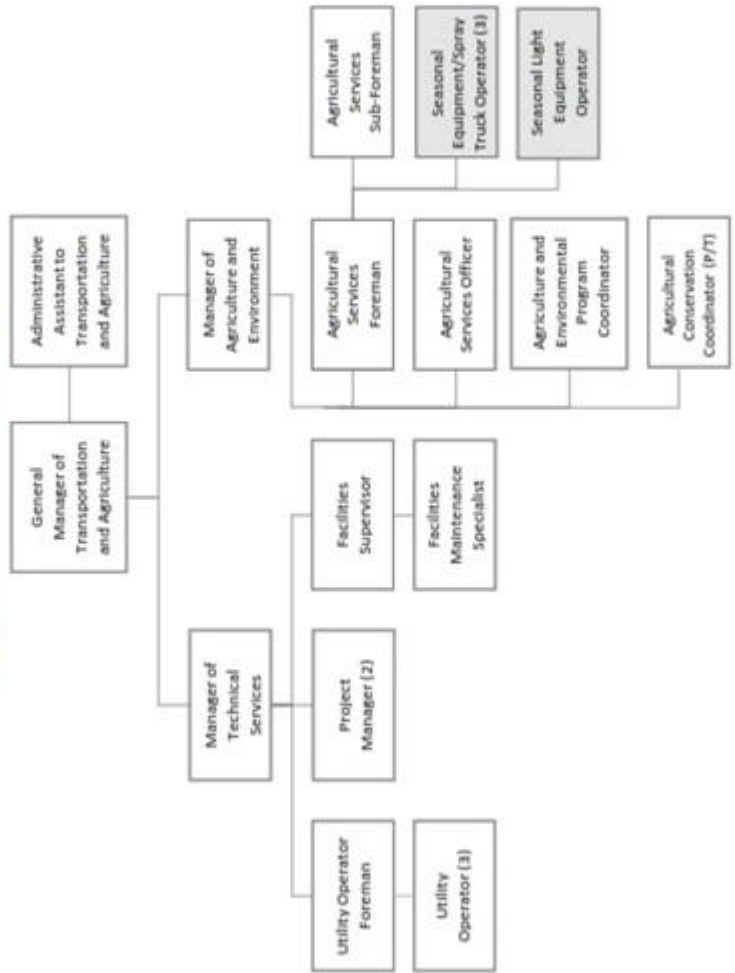 General
Manager of
Transportation
and Agriculture
Administrative
Assistant to
Transportation
and Agriculture
Manager of
Technical
Services
Manager of
Agriculture and
Environment
Utility Operator
Foreman
Project
Manager (2)
Facilities
Supervisor
Agricultural
Services
Foreman
Agricultural
Services
Sub-Foreman
Utility
Operator (3)
Facilities
Maintenance
Specialist
Agricultural
Services Officer
Seasonal
Equipment/Spray
Truck Operator (3)
Agriculture and
Environmental
Program
Coordinator
Seasonal Light
Equipment
Operator
Agricultural
Conservation
Coordinator (P/T)